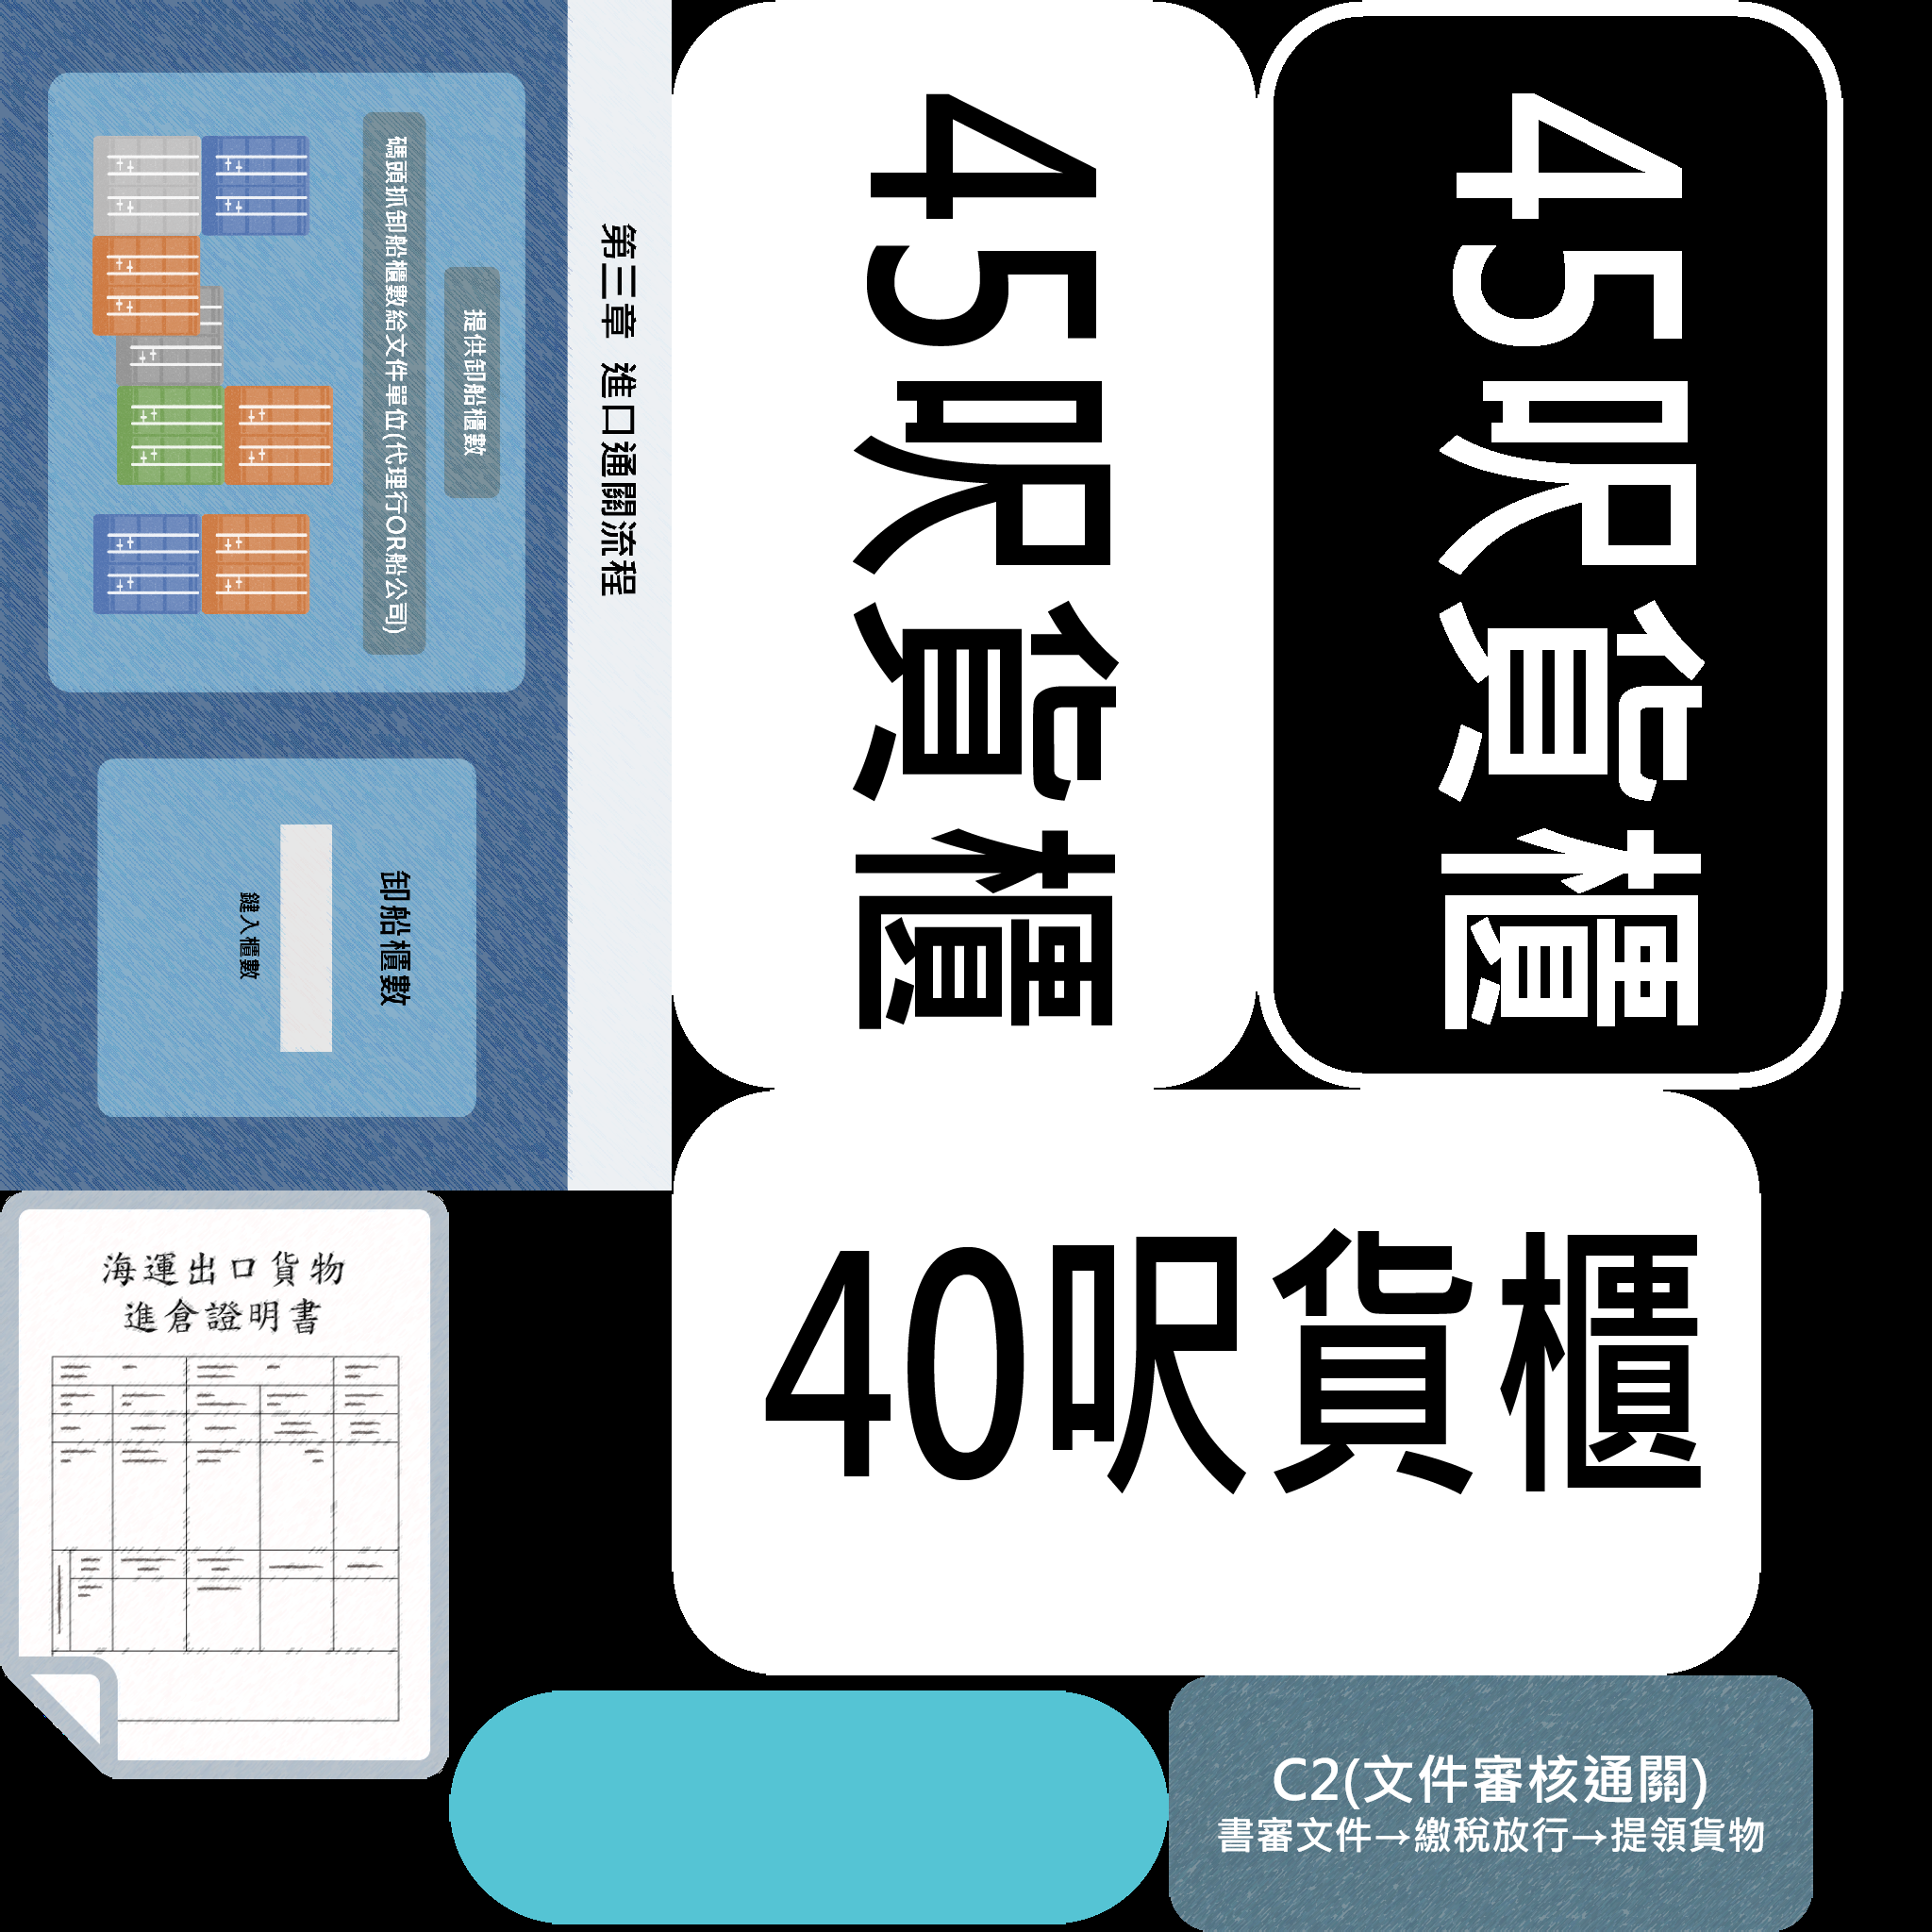 第三章 進口通關流程
提供卸船櫃數
碼頭抓卸船櫃數給文件單位(代理行OR船公司)
卸船櫃數
鍵入櫃數
45呎貨櫃
45呎貨櫃
40呎貨櫃
海運出口貨物
進倉證明書
C2(文件審核通關)
書審文件→繳稅放行→提領貨物